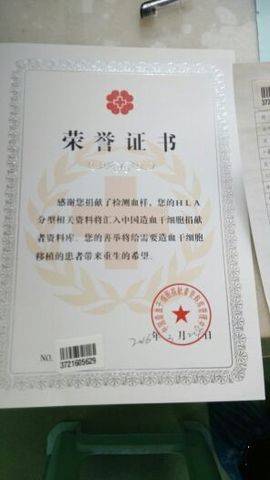 荣誉证书
感谢您捐献了检测血样，您的HLA
分型相关资料将汇入中国造血干细胞捐献
者资料库。您的善举将给需要造血干细胞
移植的患者带来重生的希望。
年 月 日
NO.
3721605629